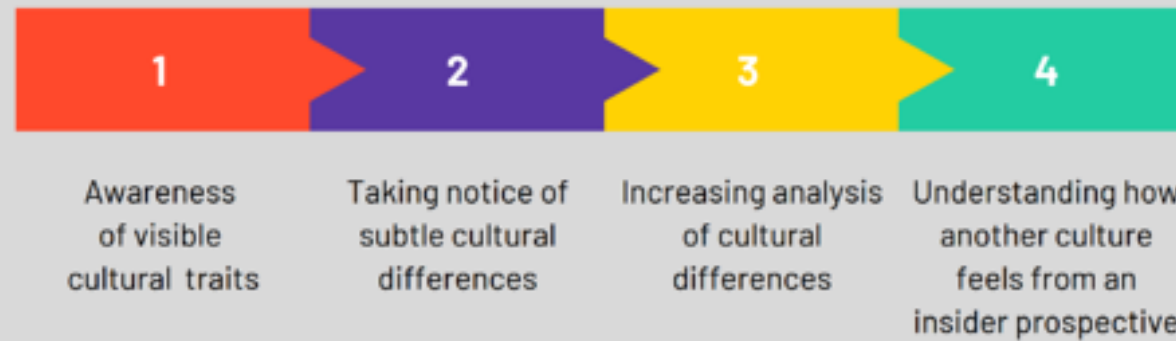 1
2
3
4
Awareness
of visible
cultural traits
Taking notice of
subtle cultural
differences
Increasing analysis
of cultural
differences
Understanding how
another culture
feels from an
insider prospective